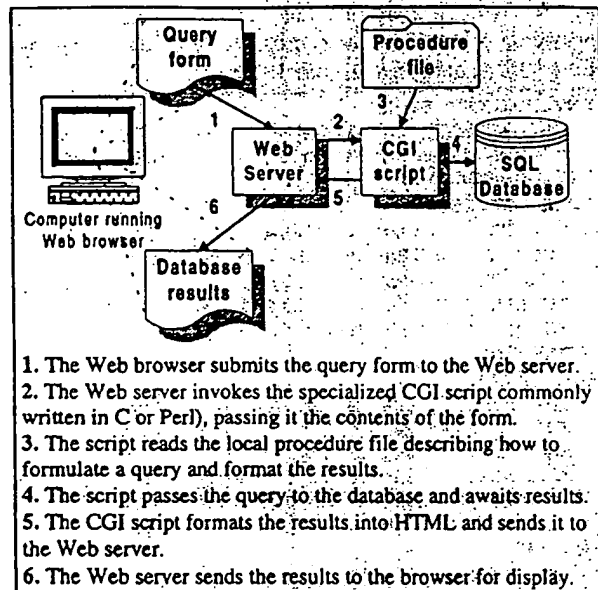 Query
form
Procedure
file
3
1
2
4
Web
Server
CGI
script
SQL
Database
5
6
Computer running
Web browser
Database
results
1. The Web browser submits the query form to the Web server.
2. The Web server invokes the specialized CGI script commonly
written in C or Perl), passing it the contents of the form.
3. The script reads the local procedure file describing how to
formulate a query and format the results.
4. The script passes the query to the database and awaits results.
5. The CGI script formats the results into HTML and sends it to
the Web server.
6. The Web server sends the results to the browser for display.